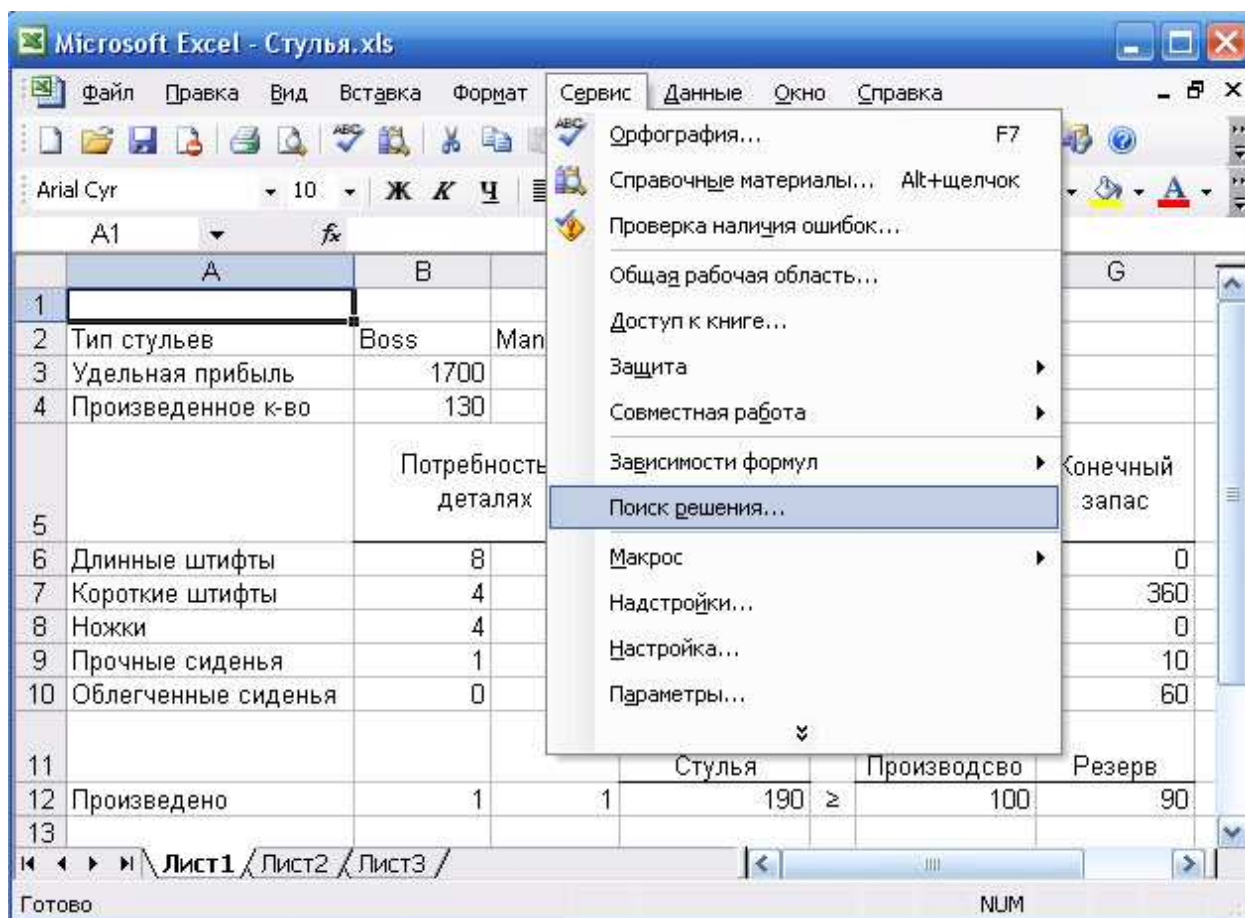 Microsoft Excel - Стулья.xls
Файл Правка Вид Вставка Формат Сервис Данные Окно Справка
Arial Cyr 10 Ж К Ч A
A1 fx
Орфография... F7
Справочные материалы... Alt+щелчок
Проверка наличия ошибок...
Общая рабочая область...
Доступ к книге...
Защита
Совместная работа
Зависимости формул
Поиск решения...
Макрос
Надстройки...
Настройка...
Параметры...
A B G
1
2 Тип стульев Boss Man
3 Удельная прибыль 1700
4 Произведенное к-во 130
Потребность Конечный
деталях запас
5
6 Длинные штифты 8 0
7 Короткие штифты 4 360
8 Ножки 4 0
9 Прочные сиденья 1 10
10 Облегченные сиденья 0 60
11 Стулья Производсво Резерв
12 Произведено 1 1 190 ≥ 100 90
13
Лист1 Лист2 Лист3
Готово NUM